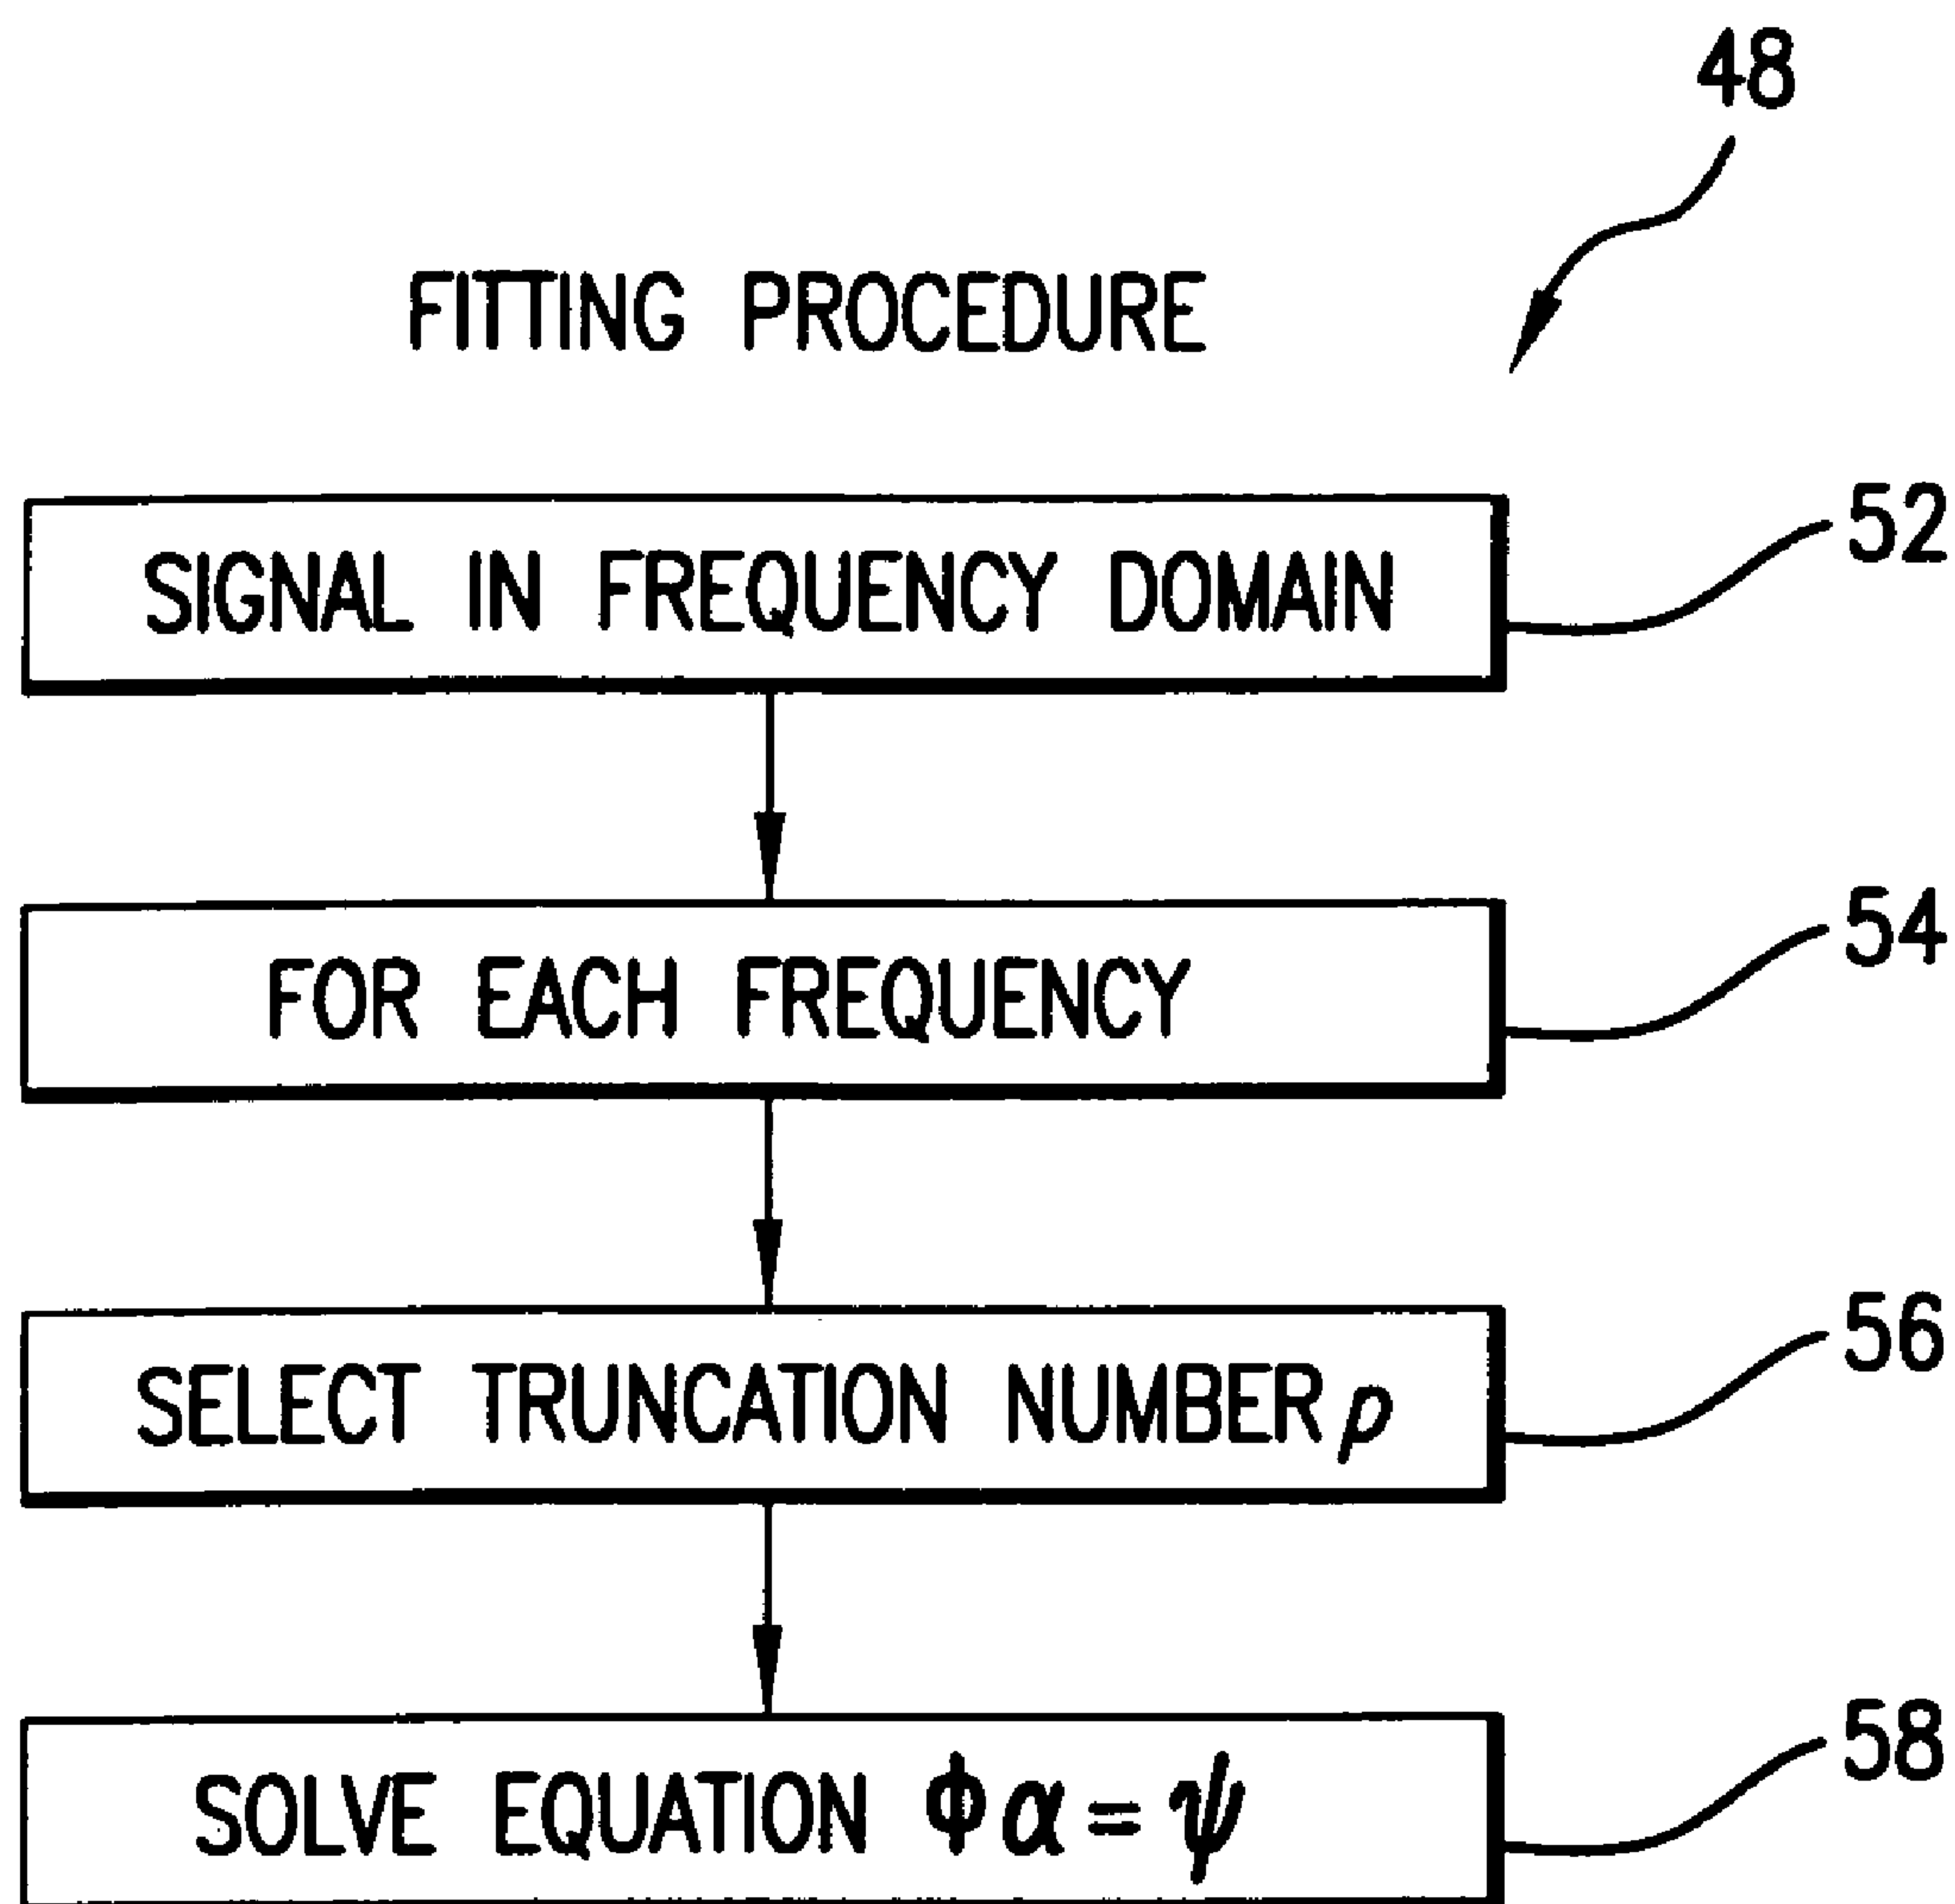 48
FITTING PROCEDURE
SIGNAL IN FREQUENCY DOMAIN
52
FOR EACH FREQUENCY
54
SELECT TRUNCATION NUMBER p
56
SOLVE EQUATION Φ α = ψ
58